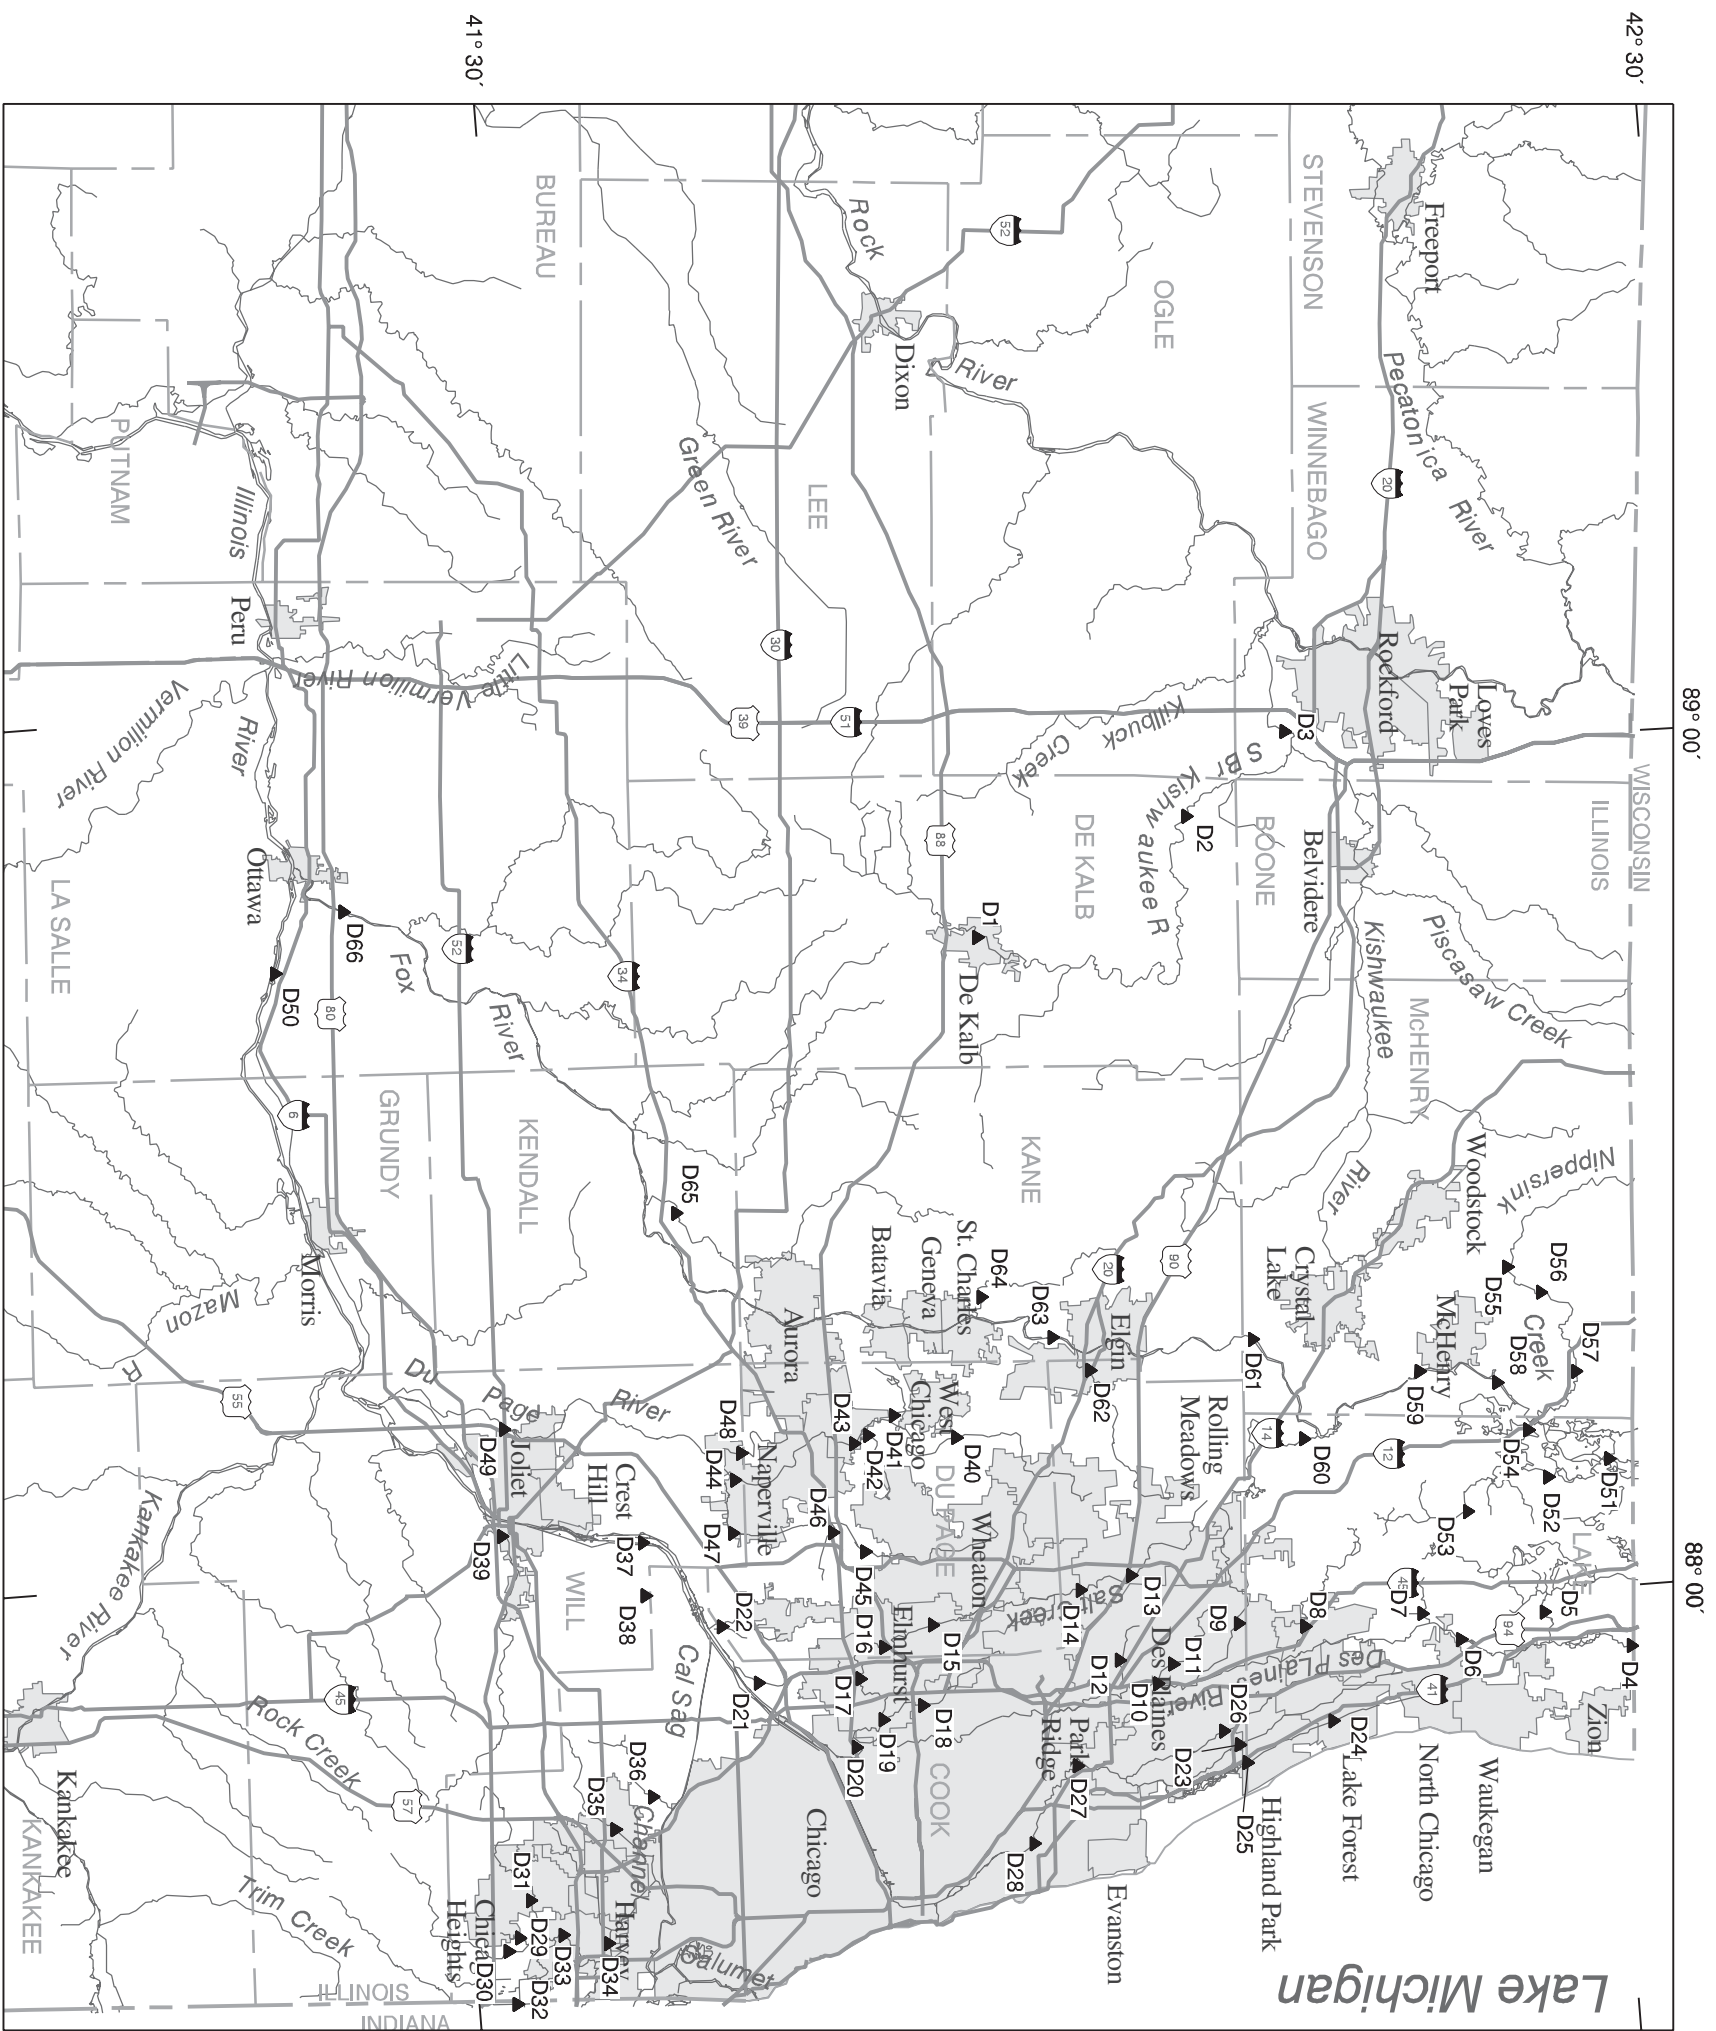 42° 30´
41° 30´
89° 00´
88° 00´
WISCONSIN
ILLINOIS
STEVENSON
WINNEBAGO
BOONE
McHENRY
LAKE
OGLE
DE KALB
KANE
COOK
DU PAGE
LEE
BUREAU
PUTNAM
LA SALLE
KENDALL
GRUNDY
WILL
KANKAKEE
ILLINOIS
INDIANA
Lake Michigan
Freeport
Pecatonica
River
Rockford
Loves
Park
Belvidere
Piscasaw Creek
Kishwaukee
River
Woodstock
Nippersink
Creek
Crystal
Lake
McHenry
Zion
Waukegan
North Chicago
Lake Forest
Highland Park
Evanston
Rolling
Meadows
Des Plaines
Des Plaines
River
Park
Ridge
Salt Creek
Elgin
St. Charles
Geneva
Batavia
West
Chicago
Wheaton
Elmhurst
Chicago
Aurora
Naperville
De Kalb
S Br Kishwaukee R
Killbuck
Creek
Dixon
Rock
River
Green River
Peru
Illinois
River
Little Vermilion River
Vermilion River
Ottawa
Fox
River
Morris
Mazon
R
Du
Page
River
Joliet
Crest
Hill
Cal Sag
Channel
Calumet
Harvey
Chicago
Heights
Kankakee River
Kankakee
Rock Creek
Trim Creek
D1
D2
D3
D4
D5
D6
D7
D8
D9
D10
D11
D12
D13
D14
D15
D16
D17
D18
D19
D20
D21
D22
D23
D24
D25
D26
D27
D28
D29
D30
D31
D32
D33
D34
D35
D36
D37
D38
D39
D40
D41
D42
D43
D44
D45
D46
D47
D48
D49
D50
D51
D52
D53
D54
D55
D56
D57
D58
D59
D60
D61
D62
D63
D64
D65
D66
52
20
30
39
51
88
52
34
80
6
55
45
57
90
20
14
12
45
94
41